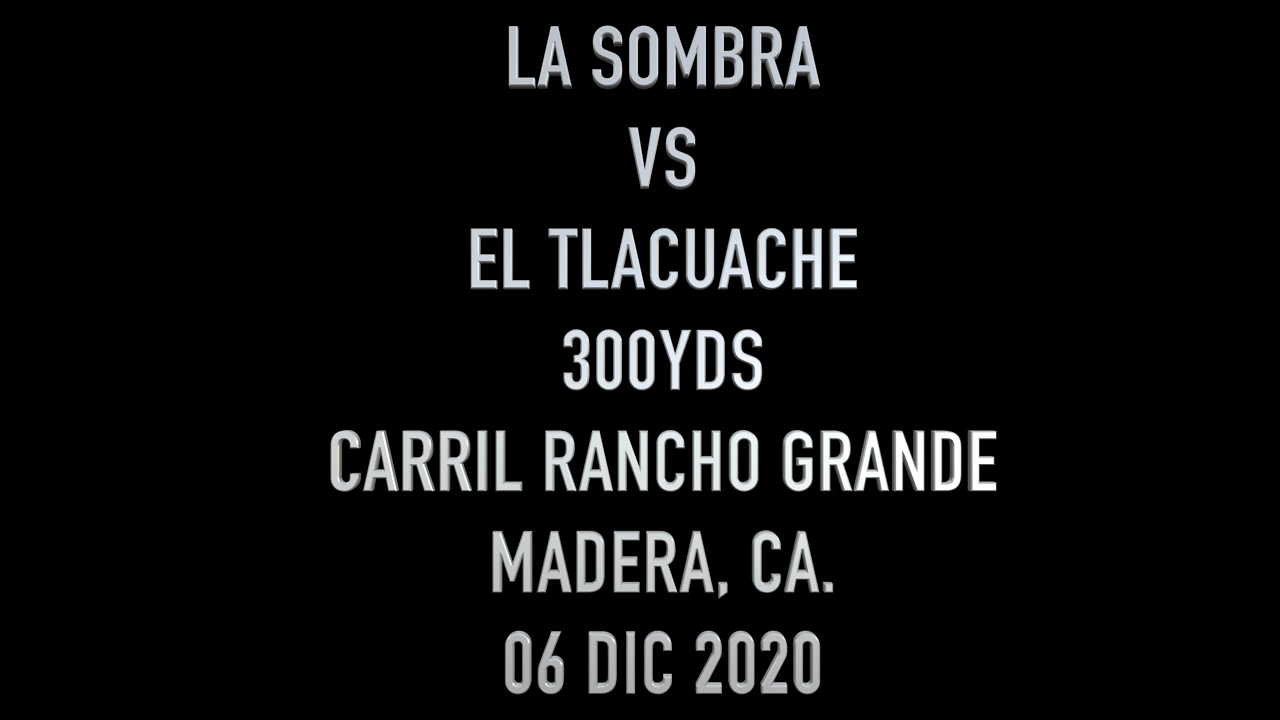 LA SOMBRA
VS
EL TLACUACHE
300YDS
CARRIL RANCHO GRANDE
MADERA, CA.
06 DIC 2020